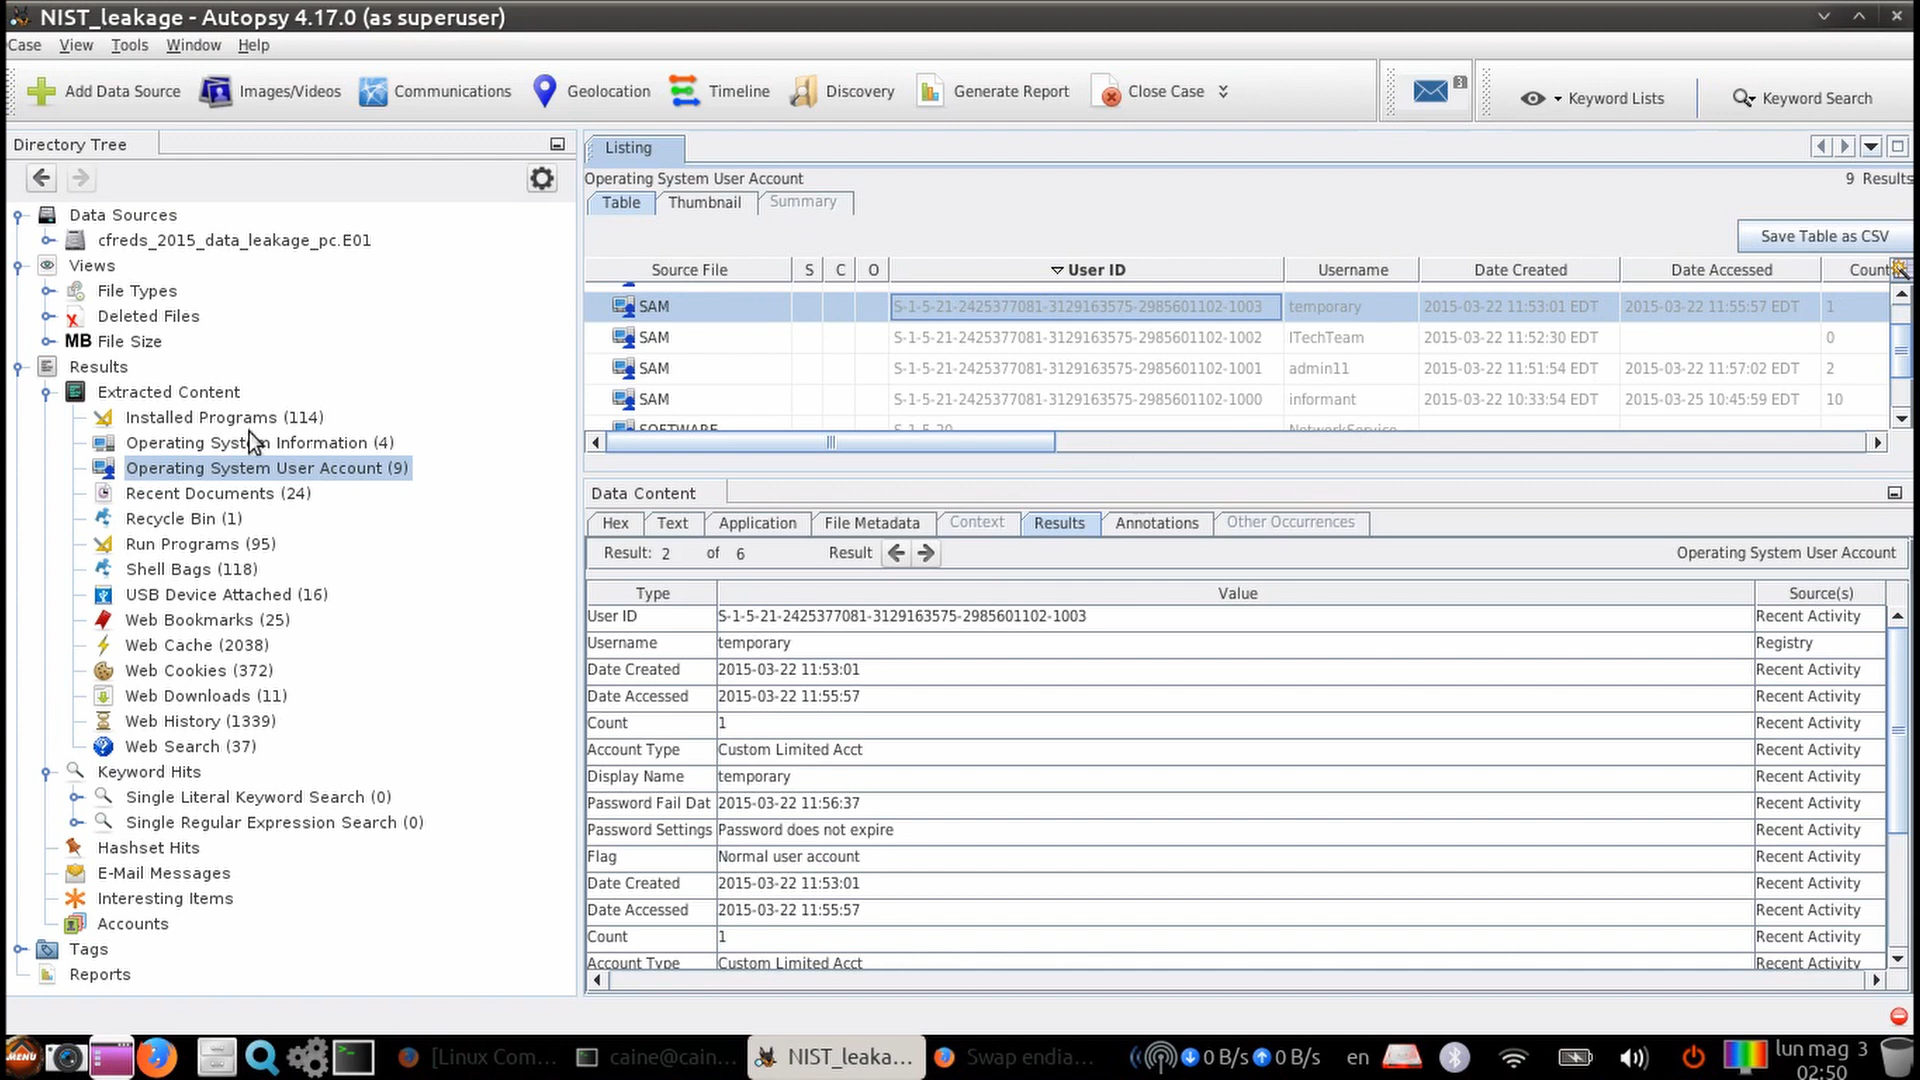 NIST_leakage - Autopsy 4.17.0 (as superuser)
Case View Tools Window Help
Add Data Source Images/Videos Communications Geolocation Timeline Discovery Generate Report Close Case 3 Keyword Lists Keyword Search
Directory Tree
Data Sources
cfreds_2015_data_leakage_pc.E01
Views
File Types
Deleted Files
MB File Size
Results
Extracted Content
Installed Programs (114)
Operating System Information (4)
Operating System User Account (9)
Recent Documents (24)
Recycle Bin (1)
Run Programs (95)
Shell Bags (118)
USB Device Attached (16)
Web Bookmarks (25)
Web Cache (2038)
Web Cookies (372)
Web Downloads (11)
Web History (1339)
Web Search (37)
Keyword Hits
Single Literal Keyword Search (0)
Single Regular Expression Search (0)
Hashset Hits
E-Mail Messages
Interesting Items
Accounts
Tags
Reports
Listing
Operating System User Account 9 Results
Table Thumbnail Summary
Save Table as CSV
Source File S C O User ID Username Date Created Date Accessed Count
SAM S-1-5-21-2425377081-3129163575-2985601102-1003 temporary 2015-03-22 11:53:01 EDT 2015-03-22 11:55:57 EDT 1
SAM S-1-5-21-2425377081-3129163575-2985601102-1002 ITechTeam 2015-03-22 11:52:30 EDT 0
SAM S-1-5-21-2425377081-3129163575-2985601102-1001 admin11 2015-03-22 11:51:54 EDT 2015-03-22 11:57:02 EDT 2
SAM S-1-5-21-2425377081-3129163575-2985601102-1000 informant 2015-03-22 10:33:54 EDT 2015-03-25 10:45:59 EDT 10
SOFTWARE S-1-5-20 NetworkService
Data Content
Hex Text Application File Metadata Context Results Annotations Other Occurrences
Result: 2 of 6 Result Operating System User Account
Type Value Source(s)
User ID S-1-5-21-2425377081-3129163575-2985601102-1003 Recent Activity
Username temporary Registry
Date Created 2015-03-22 11:53:01 Recent Activity
Date Accessed 2015-03-22 11:55:57 Recent Activity
Count 1 Recent Activity
Account Type Custom Limited Acct Recent Activity
Display Name temporary Recent Activity
Password Fail Dat 2015-03-22 11:56:37 Recent Activity
Password Settings Password does not expire Recent Activity
Flag Normal user account Recent Activity
Date Created 2015-03-22 11:53:01 Recent Activity
Date Accessed 2015-03-22 11:55:57 Recent Activity
Count 1 Recent Activity
Account Type Custom Limited Acct Recent Activity
MENU [Linux Com... caine@cain... NIST_leaka... Swap endia... 0 B/s 0 B/s en lun mag 3
02:50